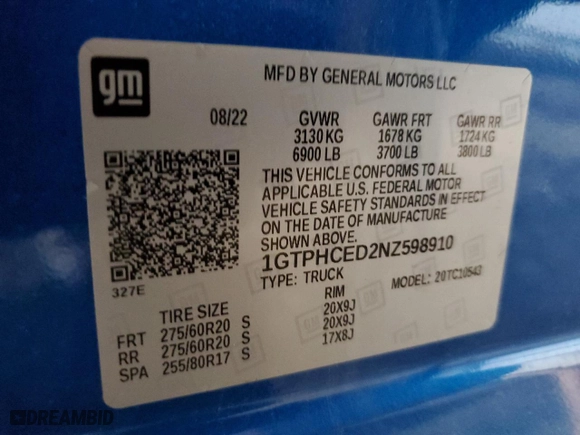 gm
MFD BY GENERAL MOTORS LLC
08/22 GVWR GAWR FRT GAWR RR
3130 KG 1678 KG 1724 KG
6900 LB 3700 LB 3800 LB
THIS VEHICLE CONFORMS TO ALL
APPLICABLE U.S. FEDERAL MOTOR
VEHICLE SAFETY STANDARDS IN EFFECT
ON THE DATE OF MANUFACTURE
1GTPHCED2NZ598910
TYPE: TRUCK MODEL: 20TC10543
327E
TIRE SIZE RIM
FRT 275/60R20 S 20X9J
RR 275/60R20 S 20X9J
SPA 255/80R17 S 17X8J
DREAMBID